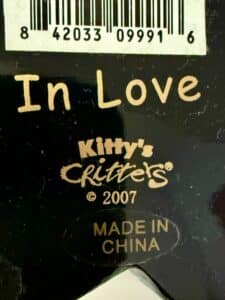 8 42033 09991 6
In Love
Kitty's
Critters®
© 2007
MADE IN
CHINA